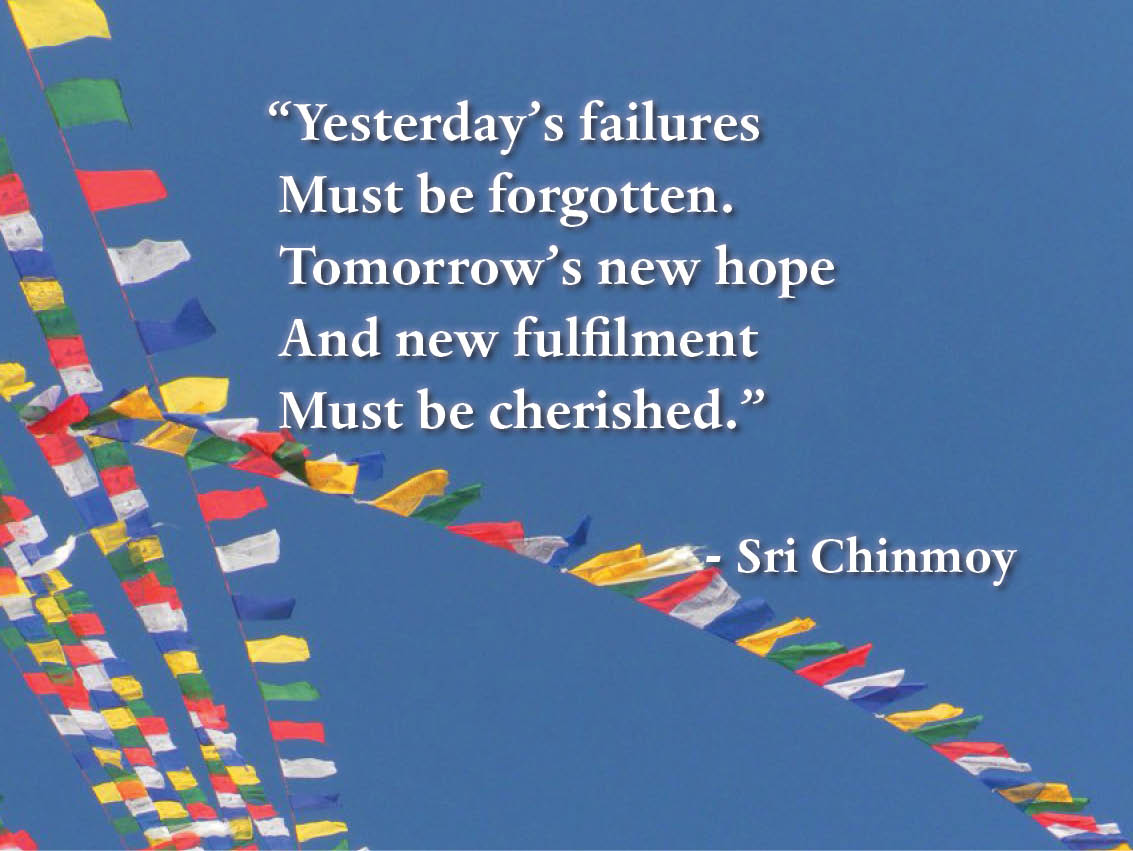 “Yesterday’s failures
Must be forgotten.
Tomorrow’s new hope
And new fulfilment
Must be cherished.”
- Sri Chinmoy